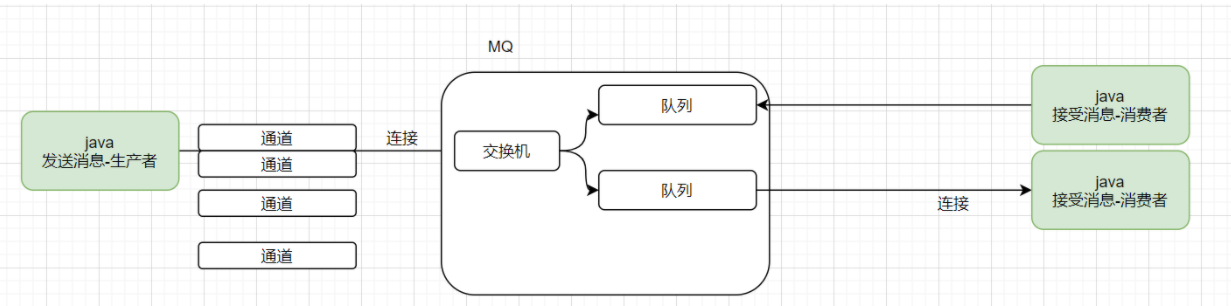 MQ
java
发送消息-生产者
通道
通道
通道
通道
连接
交换机
队列
队列
java
接受消息-消费者
连接
java
接受消息-消费者